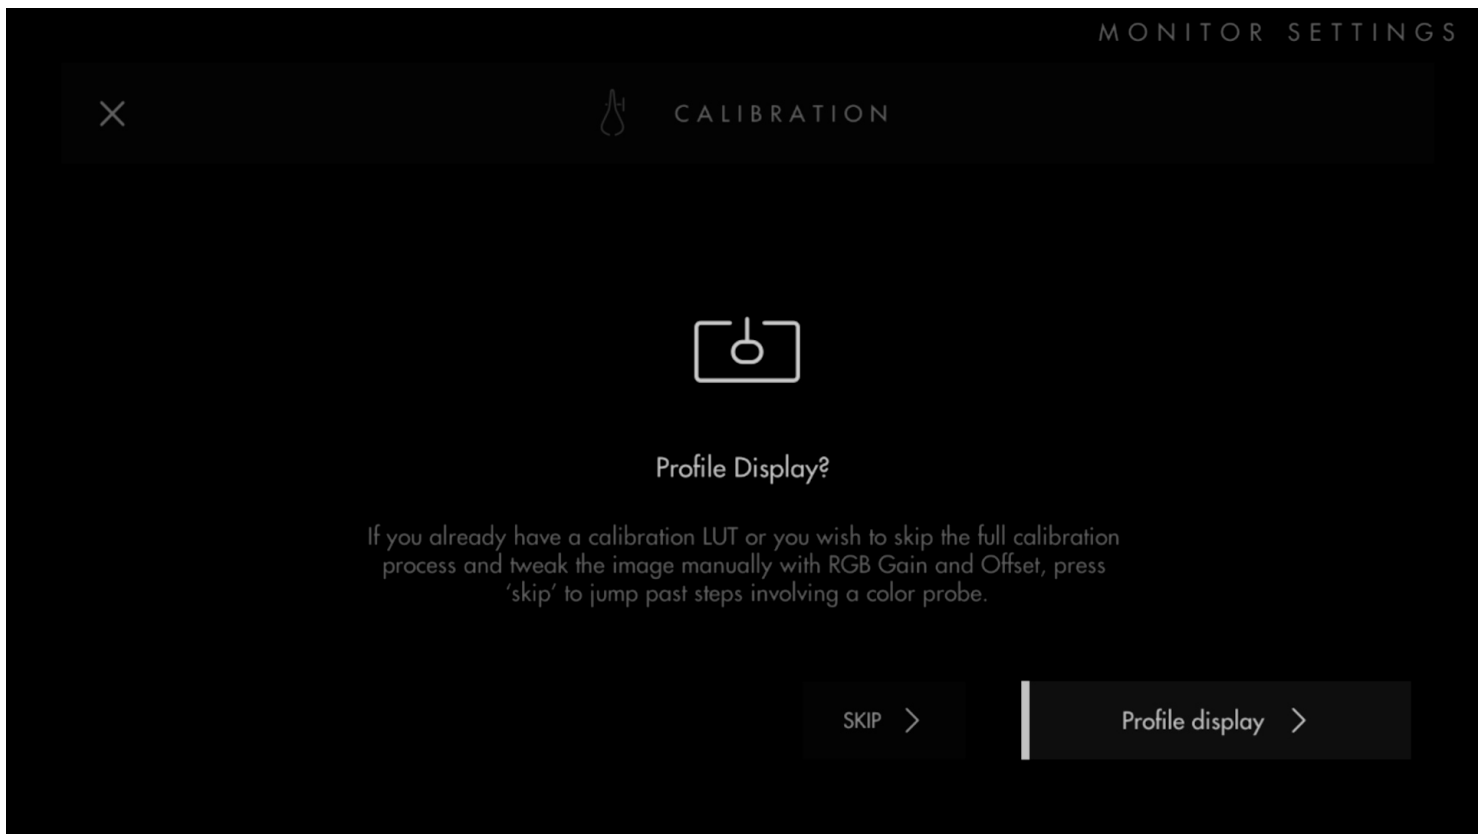 MONITOR SETTINGS
CALIBRATION
Profile Display?
If you already have a calibration LUT or you wish to skip the full calibration
process and tweak the image manually with RGB Gain and Offset, press
‘skip’ to jump past steps involving a color probe.
SKIP
Profile display